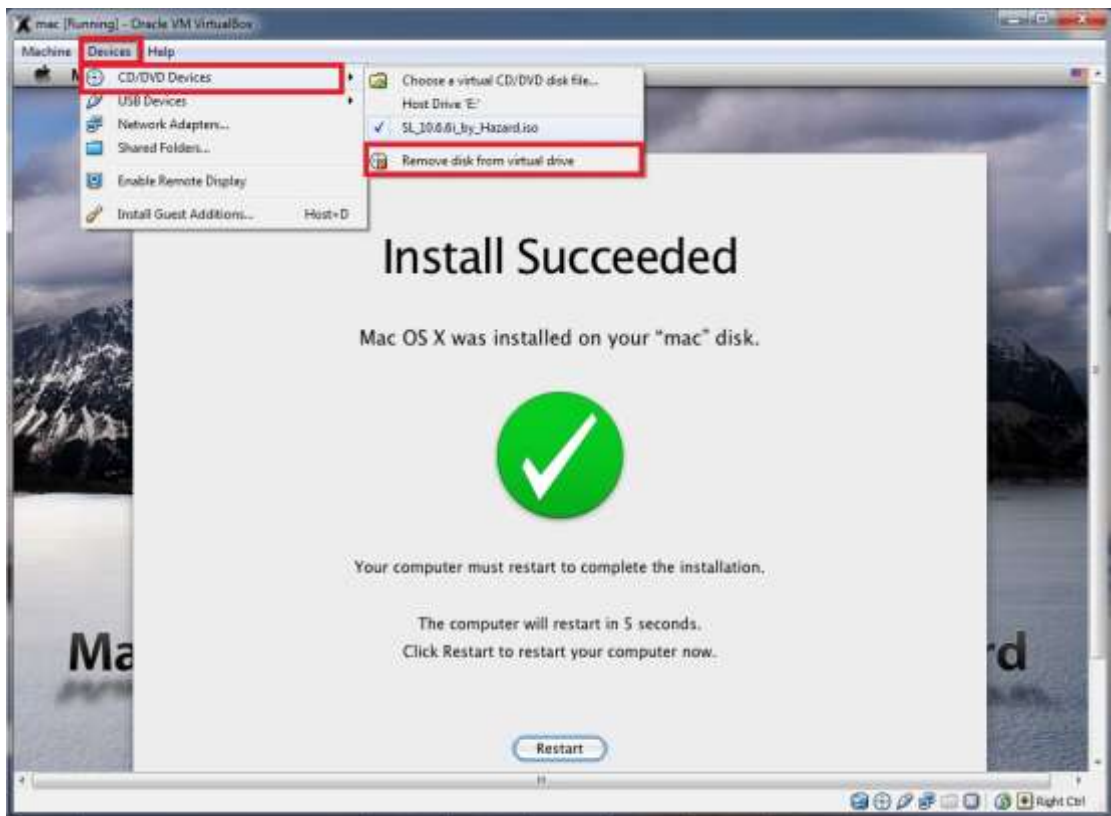 mac [Running] - Oracle VM VirtualBox
Machine Devices Help
CD/DVD Devices
USB Devices
Network Adapters...
Shared Folders...
Enable Remote Display
Install Guest Additions... Host+D
Choose a virtual CD/DVD disk file...
Host Drive 'E:'
SL_10.6.6i_by_Hazard.iso
Remove disk from virtual drive
Install Succeeded
Mac OS X was installed on your “mac” disk.
Your computer must restart to complete the installation.
The computer will restart in 5 seconds.
Click Restart to restart your computer now.
Ma
rd
Restart
Right Ctrl